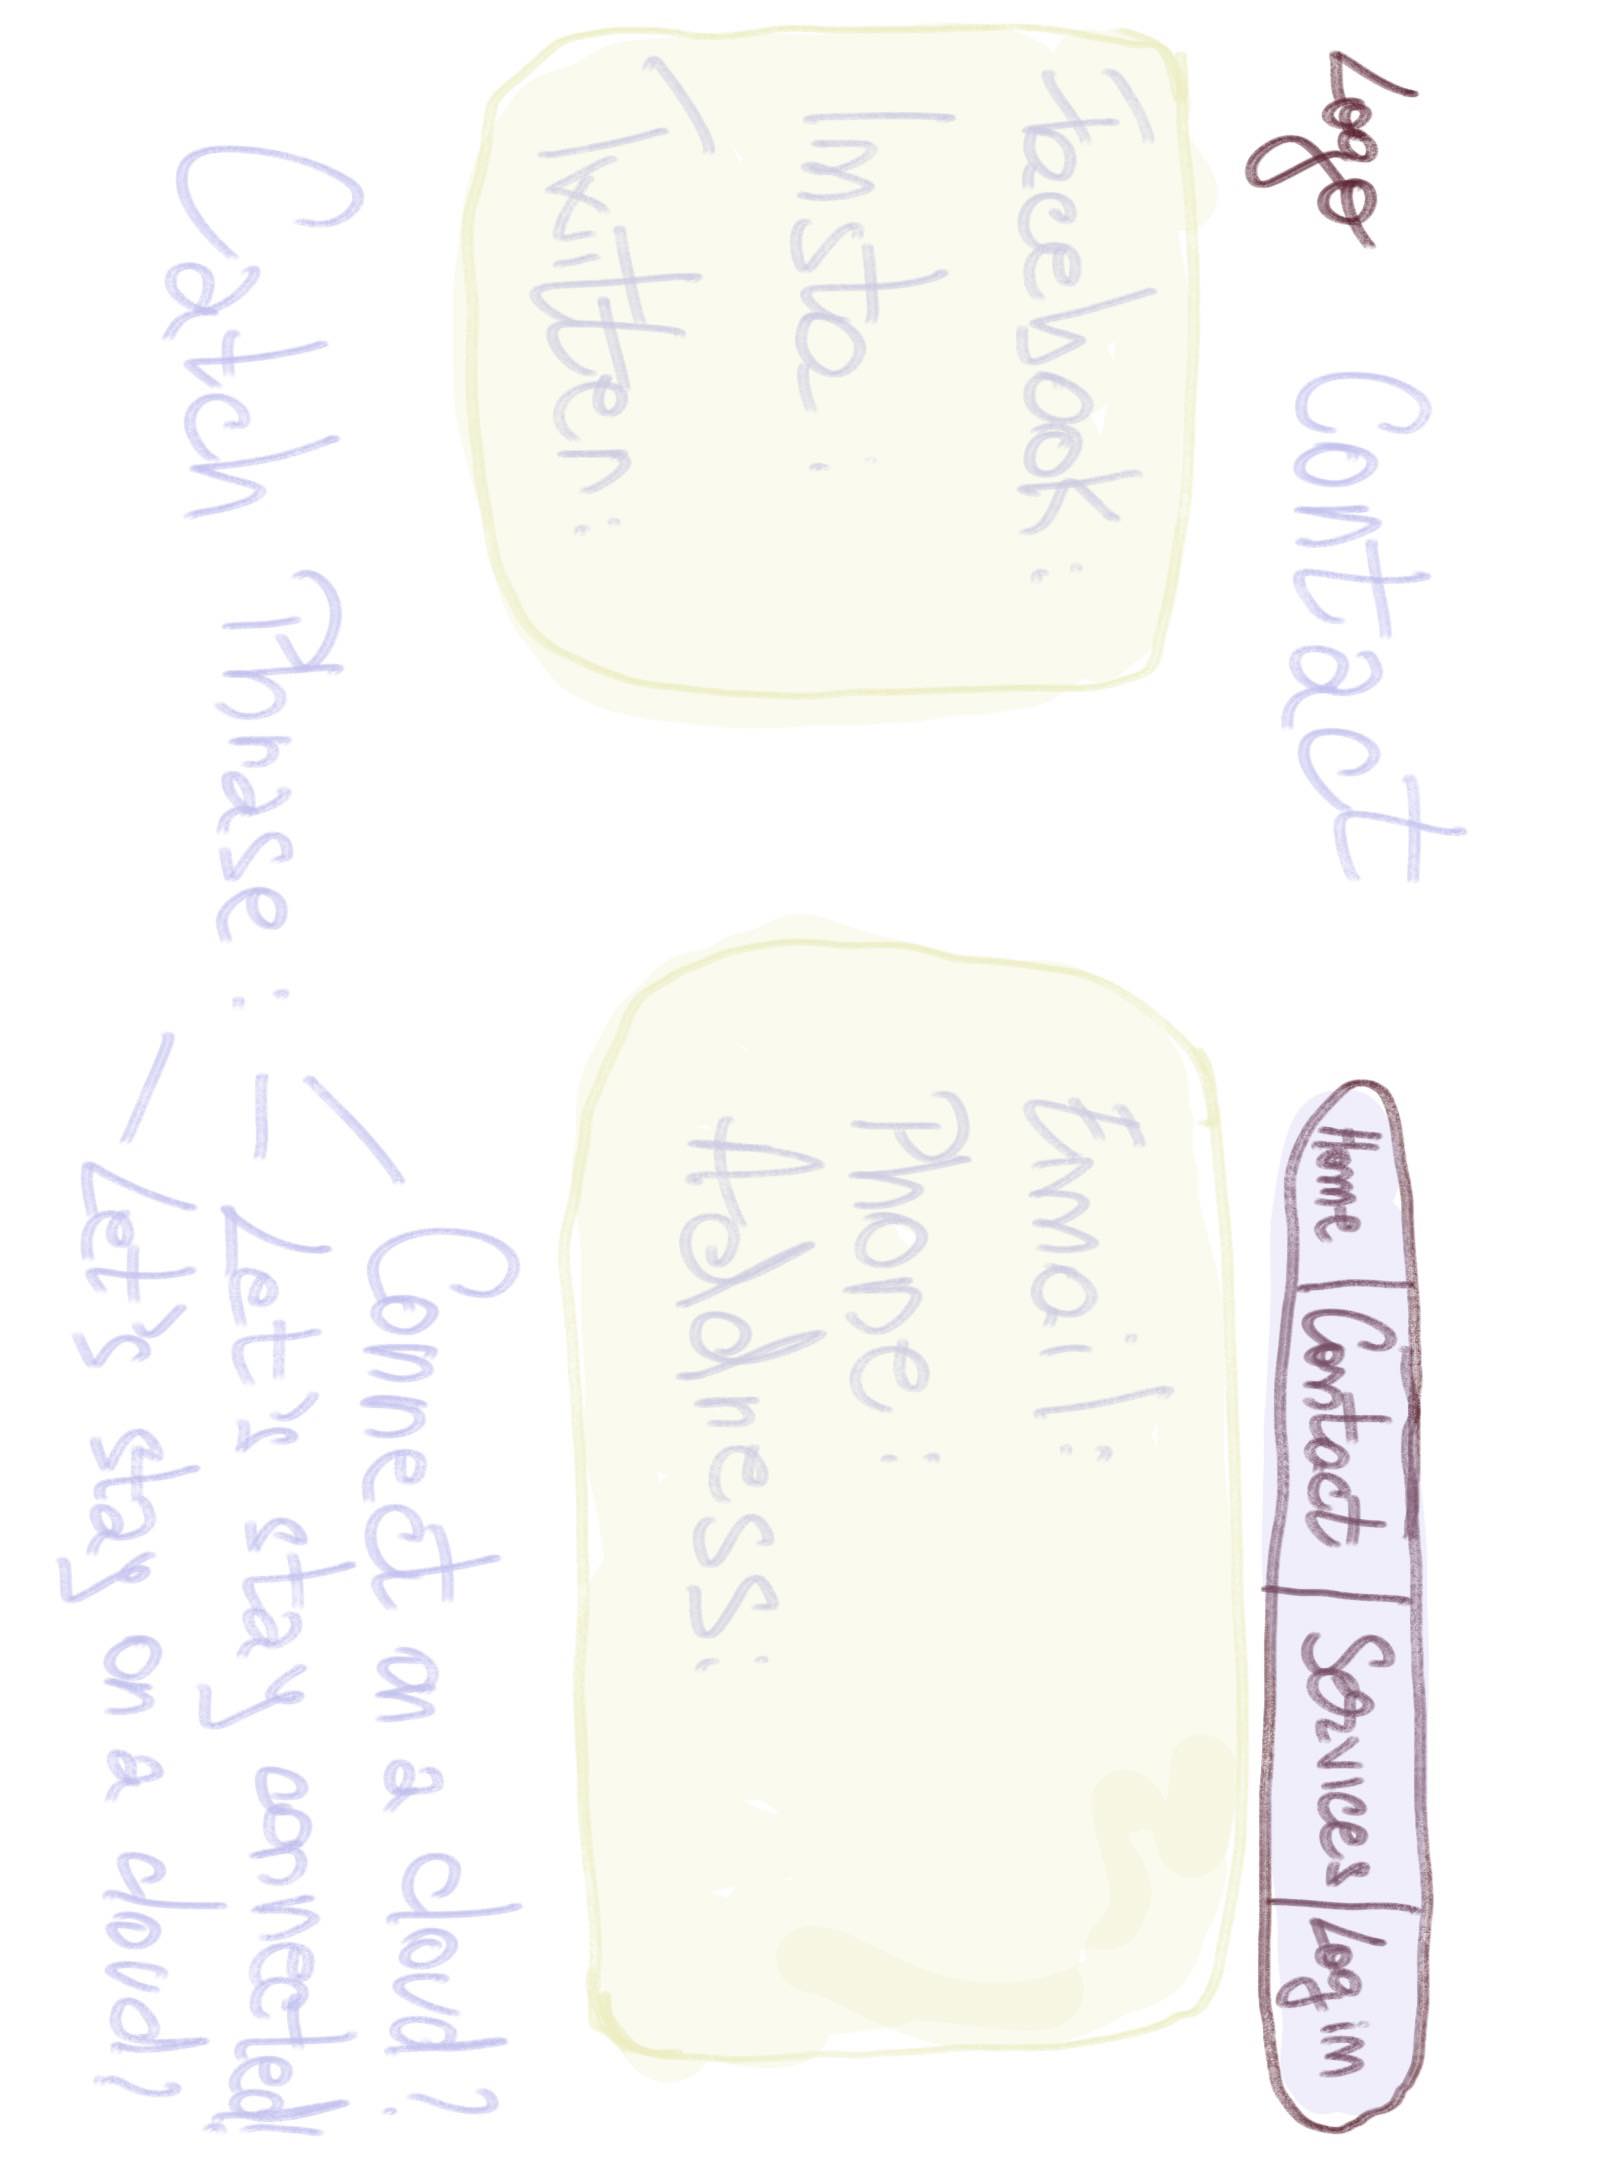 Logo
Contact
Home
Contact
Services
Log in
Facebook:
Insta :
Twitter:
Email:
Phone :
Address:
Catch Phrase :
Connect on a cloud?
Let's stay connected!
Let's stay on a cloud?